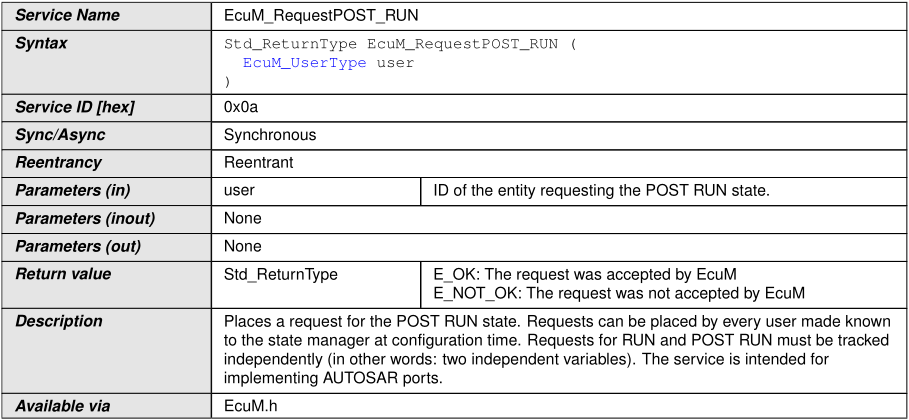 Service Name EcuM_RequestPOST_RUN
Syntax Std_ReturnType EcuM_RequestPOST_RUN (
EcuM_UserType user
)
Service ID [hex] 0x0a
Sync/Async Synchronous
Reentrancy Reentrant
Parameters (in) user ID of the entity requesting the POST RUN state.
Parameters (inout) None
Parameters (out) None
Return value Std_ReturnType E_OK: The request was accepted by EcuM
E_NOT_OK: The request was not accepted by EcuM
Description Places a request for the POST RUN state. Requests can be placed by every user made known
to the state manager at configuration time. Requests for RUN and POST RUN must be tracked
independently (in other words: two independent variables). The service is intended for
implementing AUTOSAR ports.
Available via EcuM.h